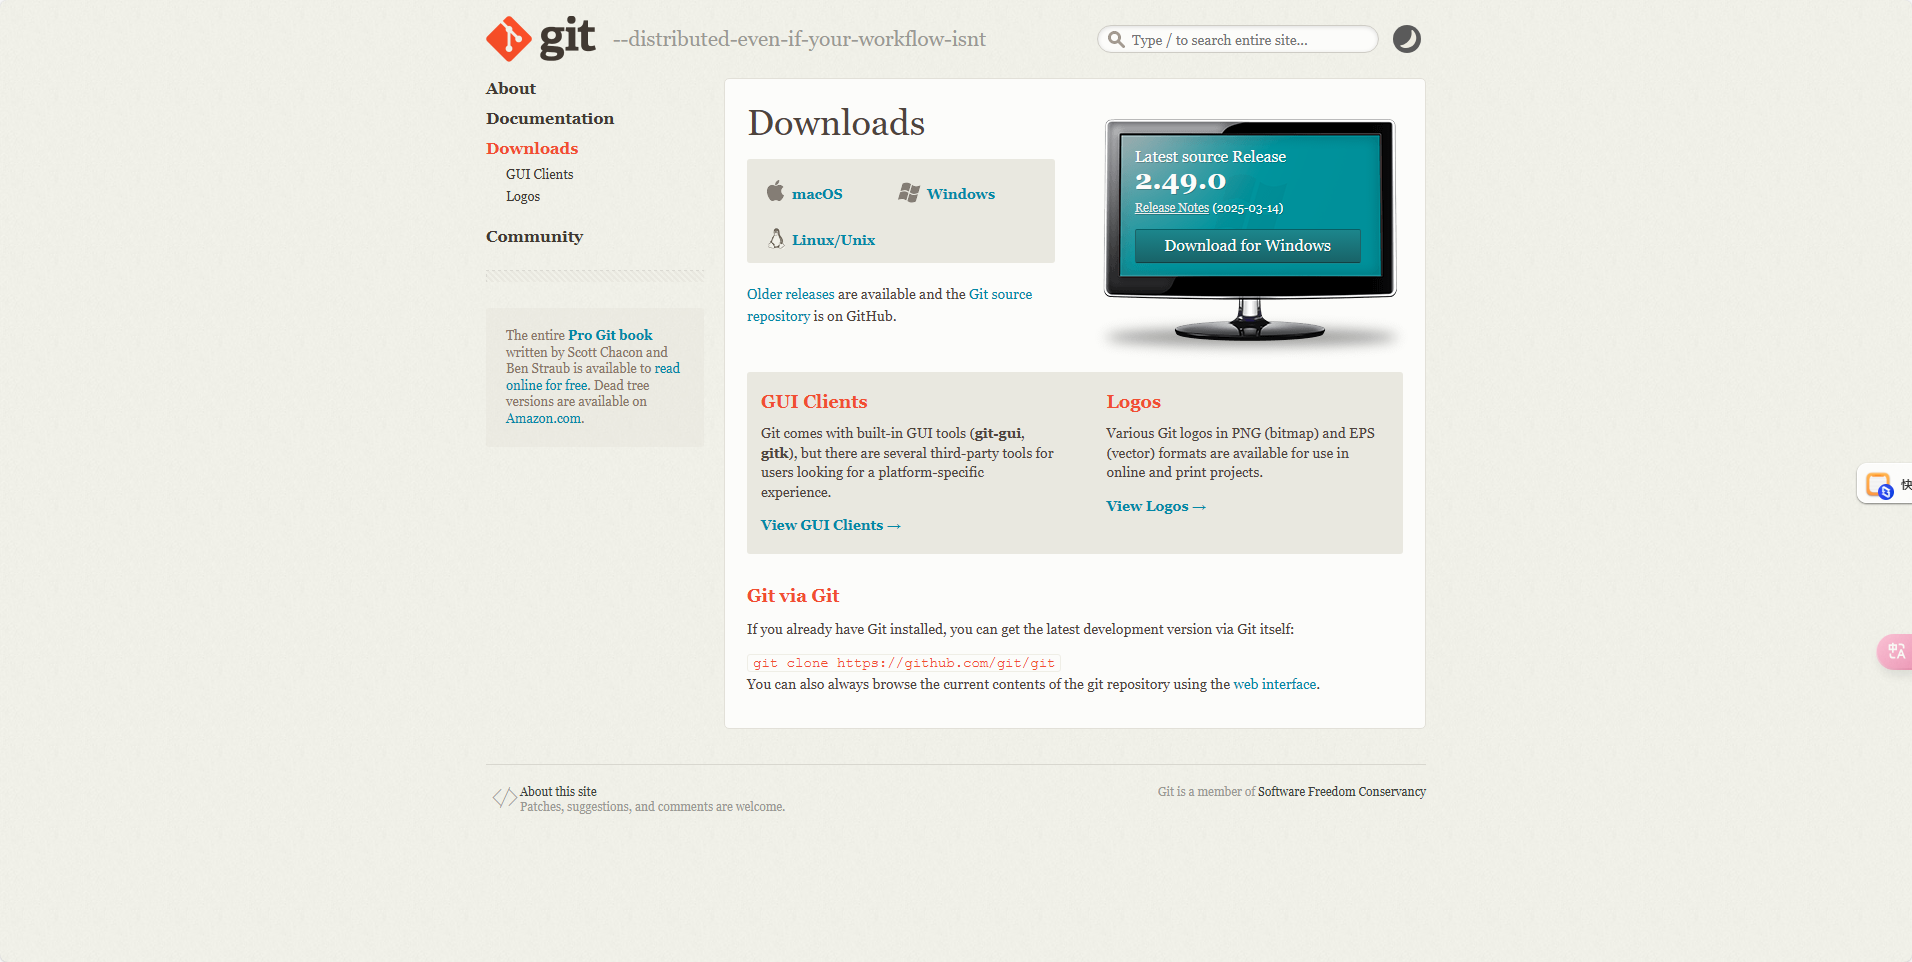 git --distributed-even-if-your-workflow-isnt
Type / to search entire site...
About
Documentation
Downloads
GUI Clients
Logos
Community
The entire Pro Git book
written by Scott Chacon and
Ben Straub is available to read
online for free. Dead tree
versions are available on
Amazon.com.
Downloads
macOS
Windows
Linux/Unix
Older releases are available and the Git source
repository is on GitHub.
Latest source Release
2.49.0
Release Notes (2025-03-14)
Download for Windows
GUI Clients
Git comes with built-in GUI tools (git-gui,
gitk), but there are several third-party tools for
users looking for a platform-specific
experience.
View GUI Clients →
Logos
Various Git logos in PNG (bitmap) and EPS
(vector) formats are available for use in
online and print projects.
View Logos →
Git via Git
If you already have Git installed, you can get the latest development version via Git itself:
git clone https://github.com/git/git
You can also always browse the current contents of the git repository using the web interface.
About this site
Patches, suggestions, and comments are welcome.
Git is a member of Software Freedom Conservancy
快
中A